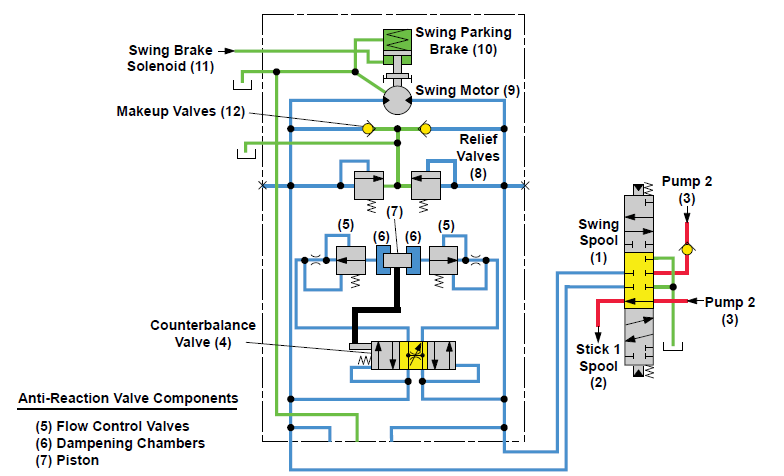 Swing Parking
Brake (10)
Swing Brake
Solenoid (11)
Swing Motor (9)
Makeup Valves (12)
Relief
Valves
(8)
Pump 2
(3)
(7)
(5)
(6)
(6)
(5)
Swing
Spool
(1)
Pump 2
(3)
Counterbalance
Valve (4)
Stick 1
Spool
(2)
Anti-Reaction Valve Components
(5) Flow Control Valves
(6) Dampening Chambers
(7) Piston